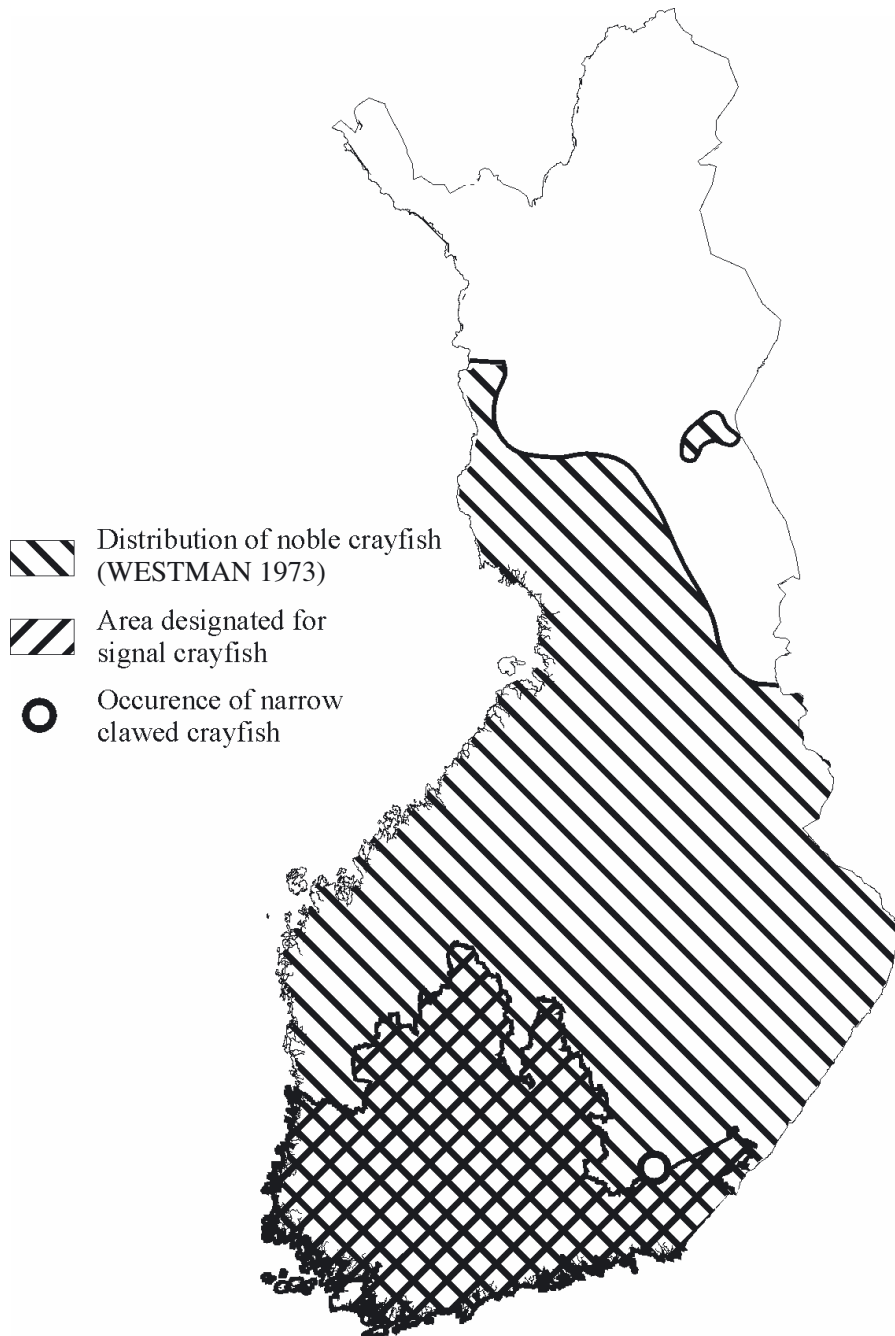 Distribution of noble crayfish
(WESTMAN 1973)
Area designated for
signal crayfish
Occurence of narrow
clawed crayfish